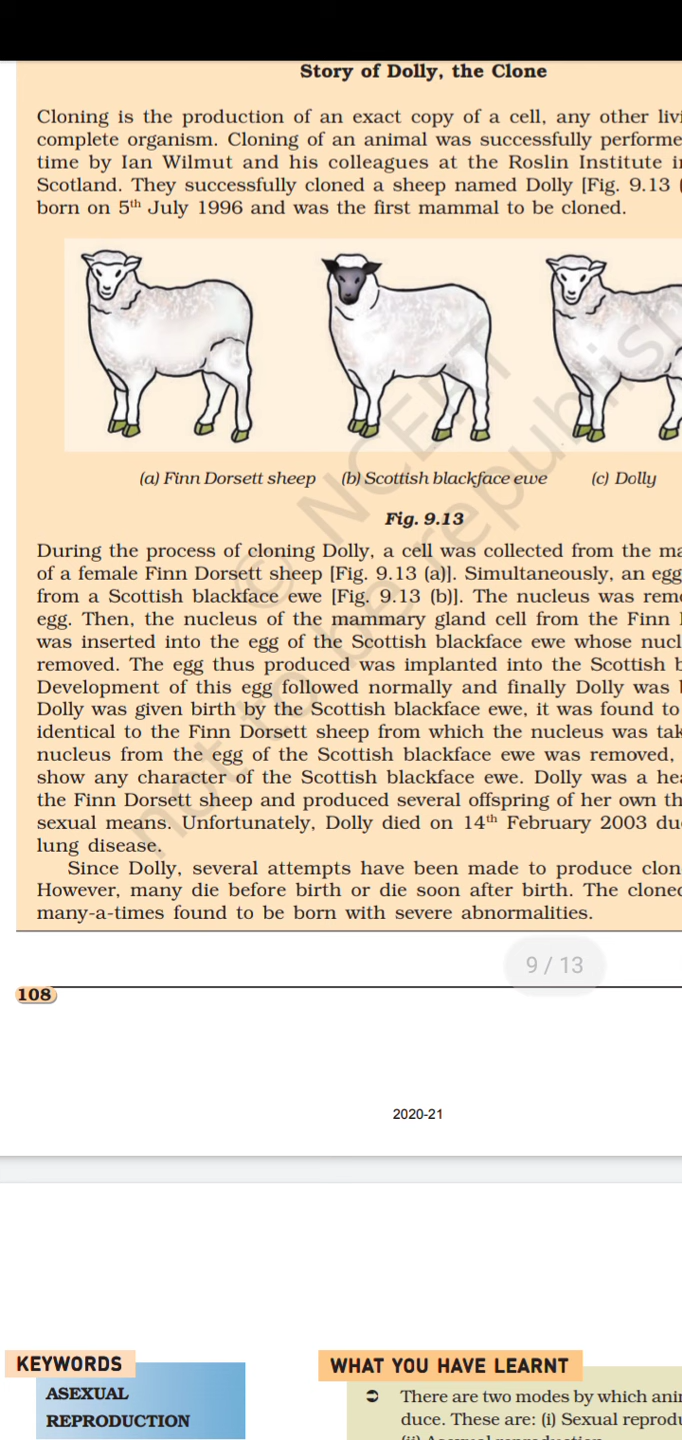 Story of Dolly, the Clone
Cloning is the production of an exact copy of a cell, any other livi
complete organism. Cloning of an animal was successfully performe
time by Ian Wilmut and his colleagues at the Roslin Institute i
Scotland. They successfully cloned a sheep named Dolly [Fig. 9.13 (
born on 5th July 1996 and was the first mammal to be cloned.
(a) Finn Dorsett sheep (b) Scottish blackface ewe (c) Dolly
Fig. 9.13
During the process of cloning Dolly, a cell was collected from the ma
of a female Finn Dorsett sheep [Fig. 9.13 (a)]. Simultaneously, an egg
from a Scottish blackface ewe [Fig. 9.13 (b)]. The nucleus was rem
egg. Then, the nucleus of the mammary gland cell from the Finn
was inserted into the egg of the Scottish blackface ewe whose nucl
removed. The egg thus produced was implanted into the Scottish b
Development of this egg followed normally and finally Dolly was
Dolly was given birth by the Scottish blackface ewe, it was found to
identical to the Finn Dorsett sheep from which the nucleus was tak
nucleus from the egg of the Scottish blackface ewe was removed,
show any character of the Scottish blackface ewe. Dolly was a hea
the Finn Dorsett sheep and produced several offspring of her own th
sexual means. Unfortunately, Dolly died on 14th February 2003 du
lung disease.
Since Dolly, several attempts have been made to produce clon
However, many die before birth or die soon after birth. The cloned
many-a-times found to be born with severe abnormalities.
© NCERT
not to be republish
9 / 13
108
2020-21
KEYWORDS
ASEXUAL
REPRODUCTION
WHAT YOU HAVE LEARNT
There are two modes by which ani
duce. These are: (i) Sexual reprodu